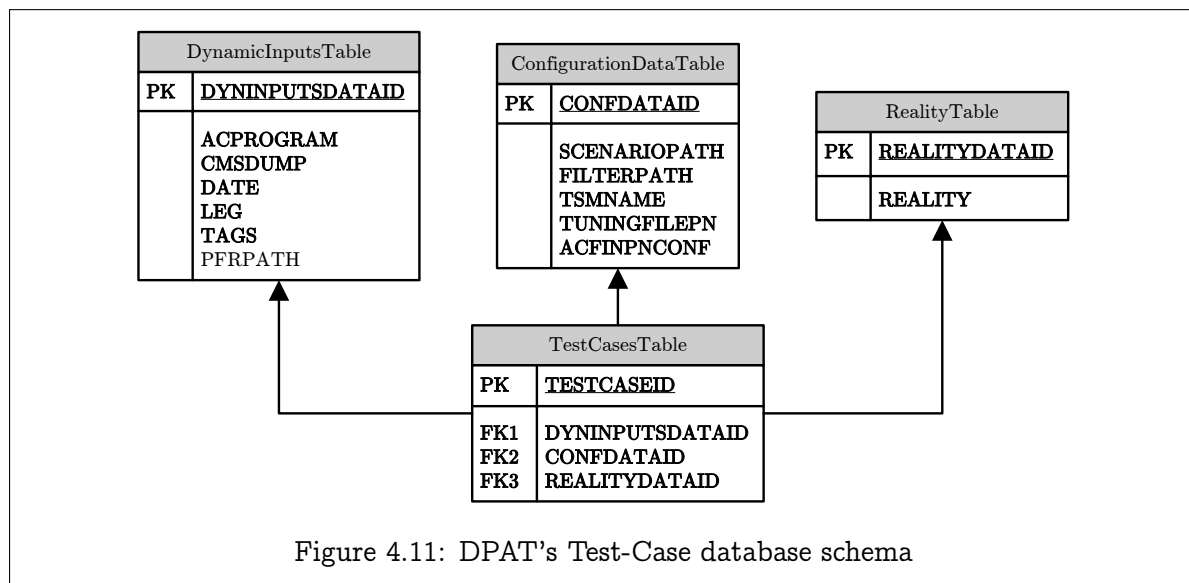 DynamicInputsTable
PK DYNINPUTSDATAID
ACPROGRAM
CMSDUMP
DATE
LEG
TAGS
PFRPATH
ConfigurationDataTable
PK CONFDATAID
SCENARIOPATH
FILTERPATH
TSMNAME
TUNINGFILEPN
ACFINPNCONF
RealityTable
PK REALITYDATAID
REALITY
TestCasesTable
PK TESTCASEID
FK1 DYNINPUTSDATAID
FK2 CONFDATAID
FK3 REALITYDATAID
Figure 4.11: DPAT's Test-Case database schema